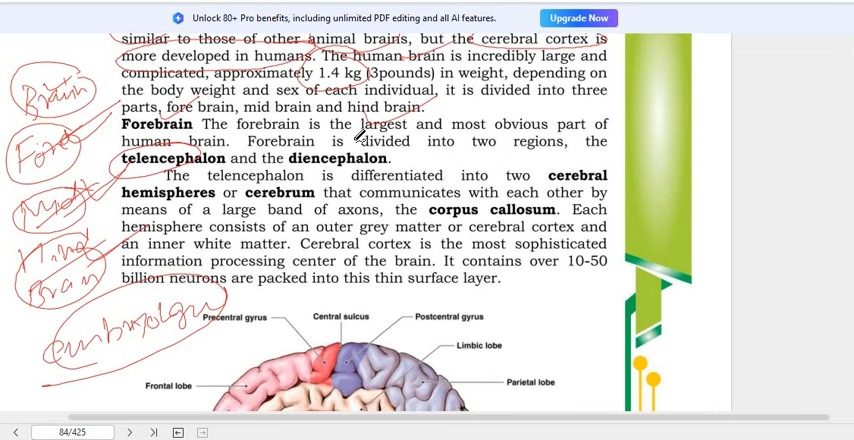 Unlock 80+ Pro benefits, including unlimited PDF editing and all AI features. Upgrade Now
similar to those of other animal brains, but the cerebral cortex is
more developed in humans. The human brain is incredibly large and
complicated, approximately 1.4 kg (3pounds) in weight, depending on
the body weight and sex of each individual, it is divided into three
parts, fore brain, mid brain and hind brain.
Brain
Forebrain The forebrain is the largest and most obvious part of
human brain. Forebrain is divided into two regions, the
telencephalon and the diencephalon.
Fore
The telencephalon is differentiated into two cerebral
hemispheres or cerebrum that communicates with each other by
means of a large band of axons, the corpus callosum. Each
hemisphere consists of an outer grey matter or cerebral cortex and
an inner white matter. Cerebral cortex is the most sophisticated
information processing center of the brain. It contains over 10-50
billion neurons are packed into this thin surface layer.
Hind
Brain
Precentral gyrus
Central sulcus
Postcentral gyrus
Limbic lobe
Frontal lobe
Parietal lobe
84/425